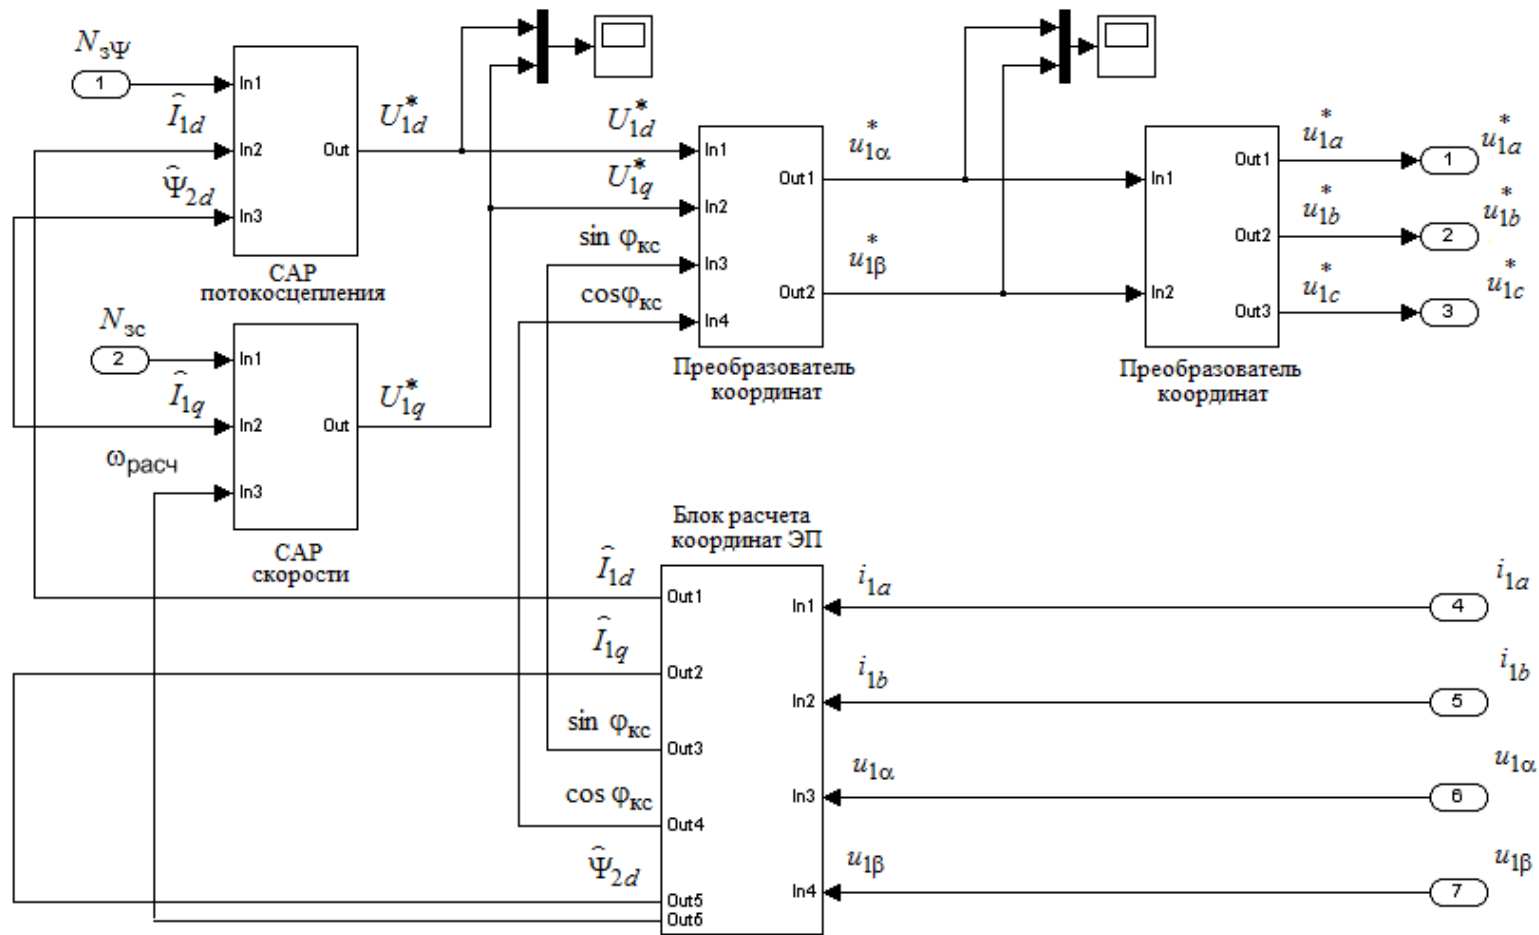 N_зΨ
1
Î_1d
Ψ̂_2d
In1
In2
In3
Out
U*_1d
САР
потокосцепления
N_зс
2
Î_1q
ω_расч
In1
In2
In3
Out
U*_1q
САР
скорости
U*_1d
U*_1q
sin φ_кс
cosφ_кс
In1
In2
In3
In4
Out1
Out2
u*_1α
u*_1β
Преобразователь
координат
In1
In2
Out1
Out2
Out3
Преобразователь
координат
u*_1a
u*_1b
u*_1c
1
2
3
u*_1a
u*_1b
u*_1c
Блок расчета
координат ЭП
Î_1d
Î_1q
sin φ_кс
cos φ_кс
Ψ̂_2d
Out1
Out2
Out3
Out4
Out5
Out6
In1
In2
In3
In4
i_1a
i_1b
u_1α
u_1β
4
5
6
7
i_1a
i_1b
u_1α
u_1β